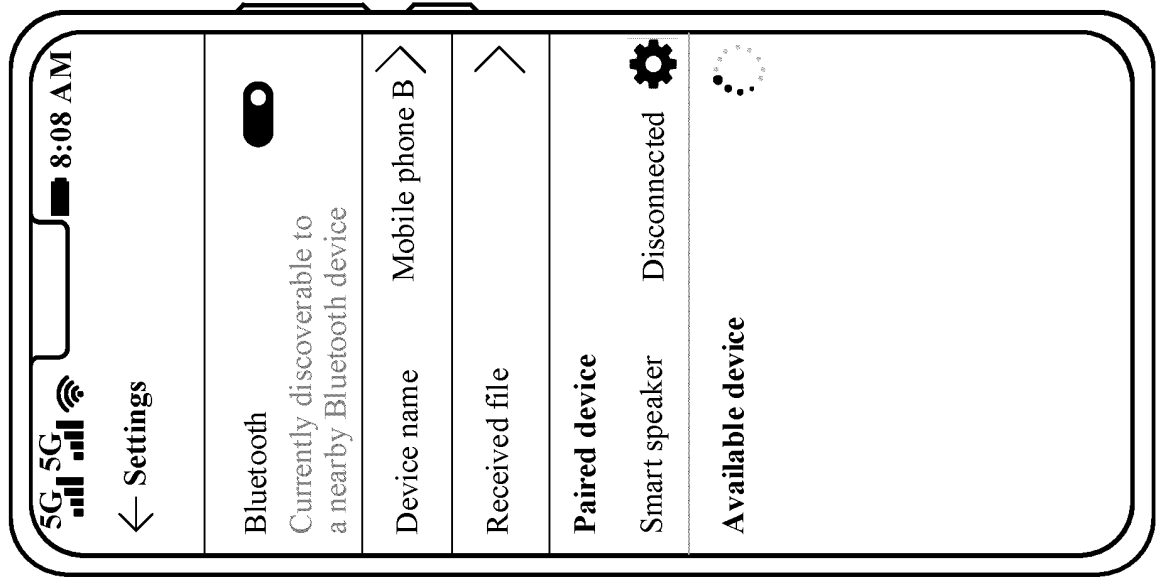 5G 5G 8:08 AM
Settings
Bluetooth
Currently discoverable to
a nearby Bluetooth device
Device name Mobile phone B
Received file
Paired device
Smart speaker Disconnected
Available device